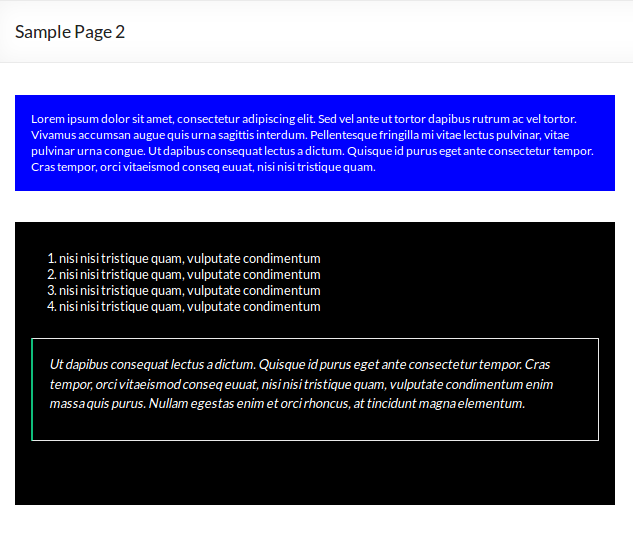 Sample Page 2
Lorem ipsum dolor sit amet, consectetur adipiscing elit. Sed vel ante ut tortor dapibus rutrum ac vel tortor.
Vivamus accumsan augue quis urna sagittis interdum. Pellentesque fringilla mi vitae lectus pulvinar, vitae
pulvinar urna congue. Ut dapibus consequat lectus a dictum. Quisque id purus eget ante consectetur tempor.
Cras tempor, orci vitaeismod conseq euuat, nisi nisi tristique quam.
1. nisi nisi tristique quam, vulputate condimentum
2. nisi nisi tristique quam, vulputate condimentum
3. nisi nisi tristique quam, vulputate condimentum
4. nisi nisi tristique quam, vulputate condimentum
Ut dapibus consequat lectus a dictum. Quisque id purus eget ante consectetur tempor. Cras
tempor, orci vitaeismod conseq euuat, nisi nisi tristique quam, vulputate condimentum enim
massa quis purus. Nullam egestas enim et orci rhoncus, at tincidunt magna elementum.